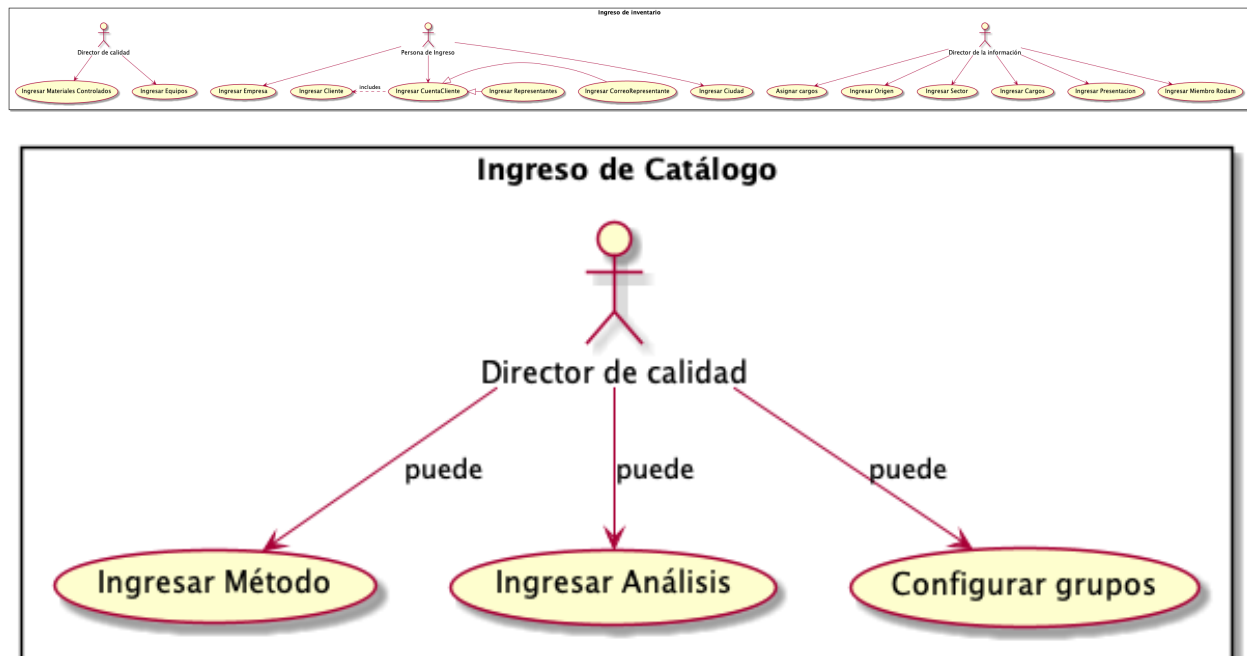 Ingreso de inventario
Director de calidad
Persona de Ingreso
Director de la información
Ingresar Materiales Controlados
Ingresar Equipos
Ingresar Empresa
Ingresar Cliente
includes
Ingresar CuentaCliente
Ingresar Representantes
Ingresar CorreoRepresentante
Ingresar Ciudad
Asignar cargos
Ingresar Origen
Ingresar Sector
Ingresar Cargos
Ingresar Presentacion
Ingresar Miembro Rodam
Ingreso de Catálogo
Director de calidad
puede
puede
puede
Ingresar Método
Ingresar Análisis
Configurar grupos